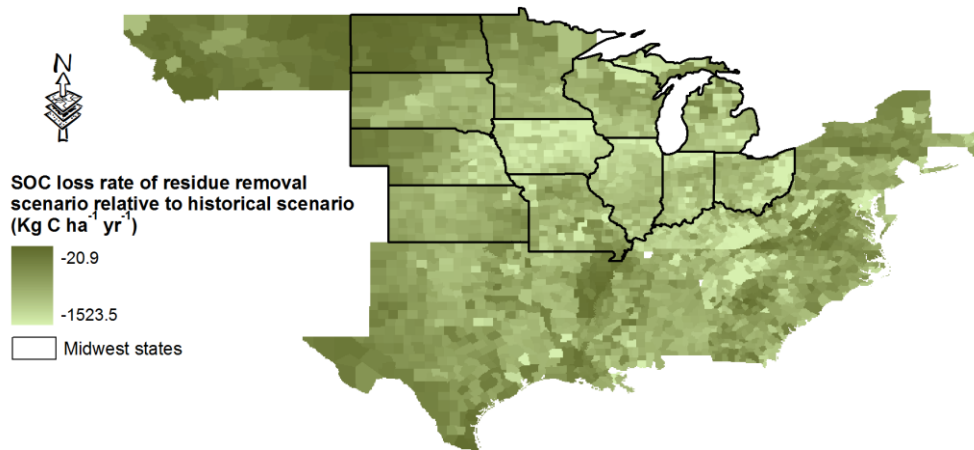 N
SOC loss rate of residue removal
scenario relative to historical scenario
(Kg C ha⁻¹ yr⁻¹)
-20.9
-1523.5
Midwest states